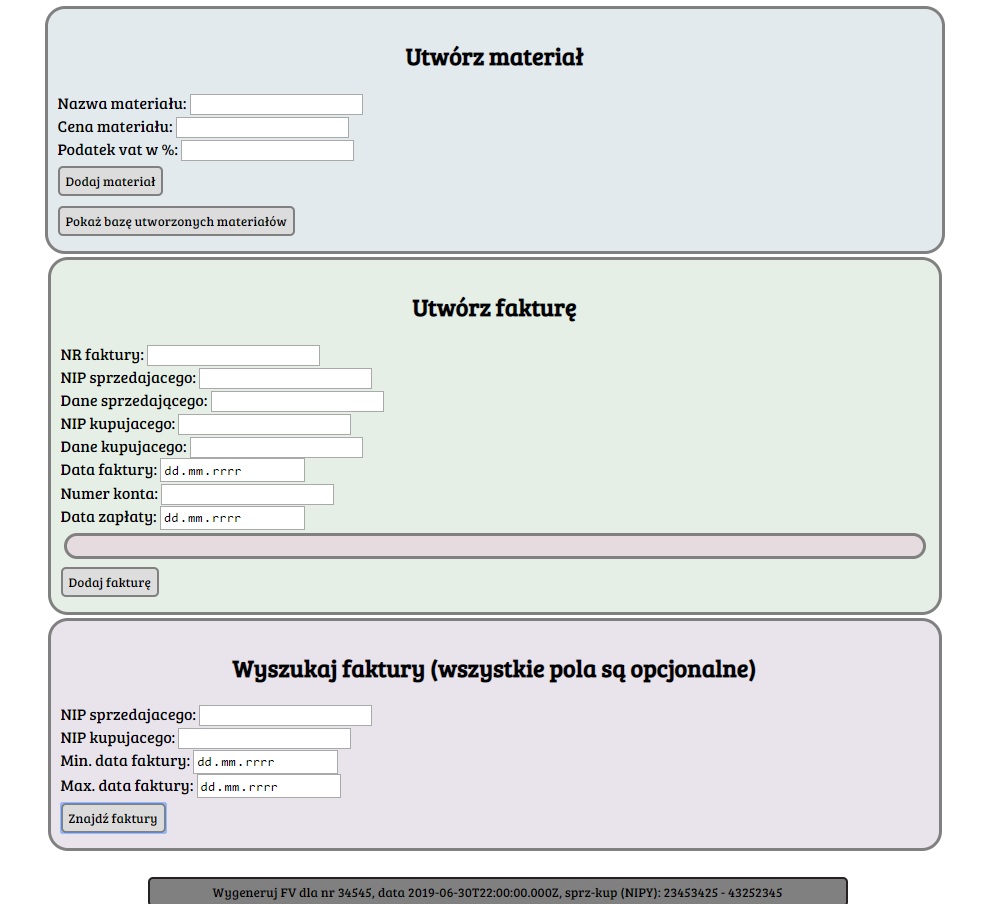 Utwórz materiał
Nazwa materiału:
Cena materiału:
Podatek vat w %:
Dodaj materiał
Pokaż bazę utworzonych materiałów
Utwórz fakturę
NR faktury:
NIP sprzedajacego:
Dane sprzedającego:
NIP kupujacego:
Dane kupujacego:
Data faktury: dd.mm.rrrr
Numer konta:
Data zapłaty: dd.mm.rrrr
Dodaj fakturę
Wyszukaj faktury (wszystkie pola są opcjonalne)
NIP sprzedajacego:
NIP kupujacego:
Min. data faktury: dd.mm.rrrr
Max. data faktury: dd.mm.rrrr
Znajdź faktury
Wygeneruj FV dla nr 34545, data 2019-06-30T22:00:00.000Z, sprz-kup (NIPY): 23453425 - 43252345